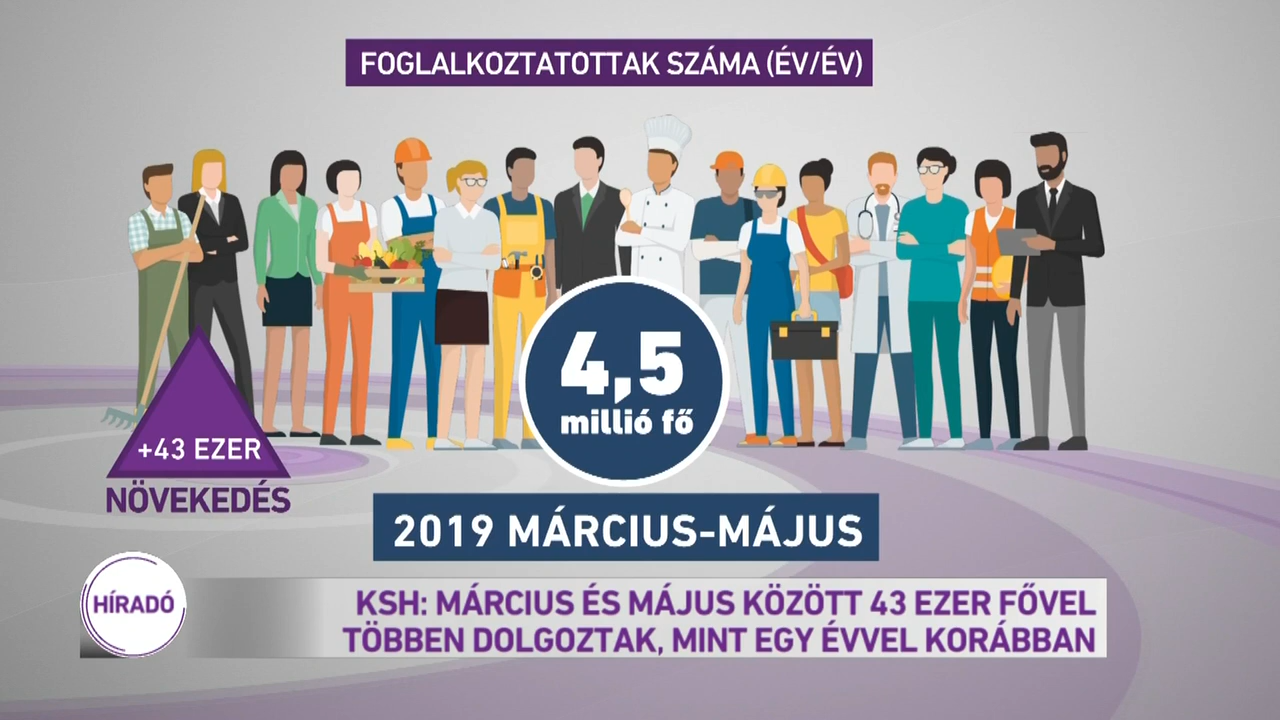 FOGLALKOZTATOTTAK SZÁMA (ÉV/ÉV)
4,5
millió fő
+43 EZER
NÖVEKEDÉS
2019 MÁRCIUS-MÁJUS
HÍRADÓ
KSH: MÁRCIUS ÉS MÁJUS KÖZÖTT 43 EZER FŐVEL
TÖBBEN DOLGOZTAK, MINT EGY ÉVVEL KORÁBBAN